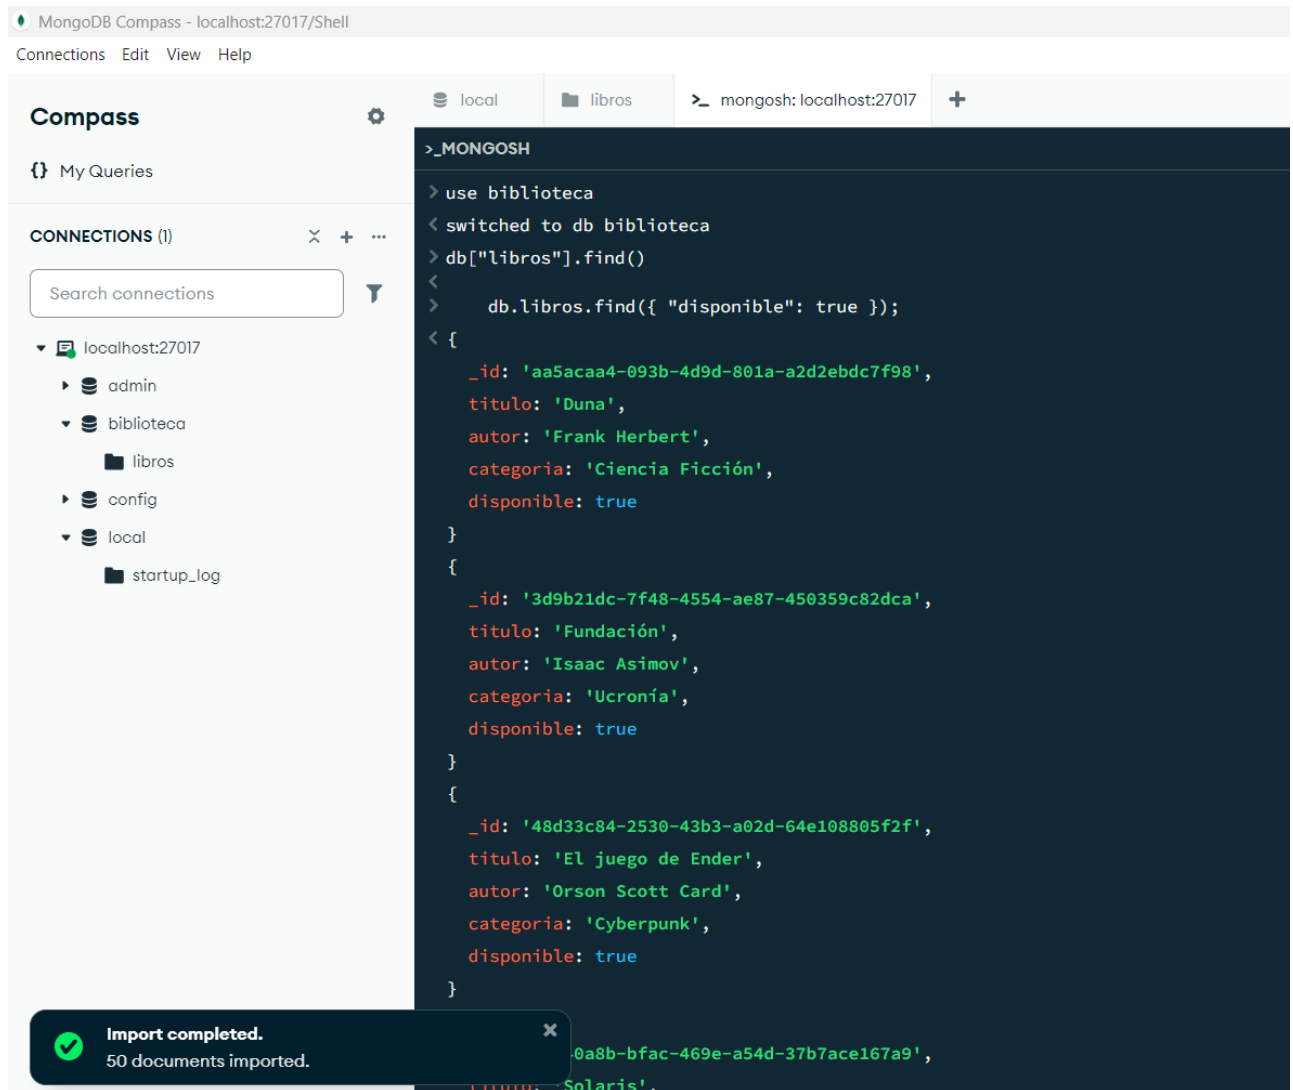 MongoDB Compass - localhost:27017/Shell
Connections Edit View Help
Compass
{} My Queries
CONNECTIONS (1)
Search connections
localhost:27017
admin
biblioteca
libros
config
local
startup_log
local libros >_ mongosh: localhost:27017 +
>_MONGOSH
> use biblioteca
< switched to db biblioteca
> db["libros"].find()
<
> db.libros.find({ "disponible": true });
< {
_id: 'aa5acaa4-093b-4d9d-801a-a2d2ebdc7f98',
titulo: 'Duna',
autor: 'Frank Herbert',
categoria: 'Ciencia Ficción',
disponible: true
}
{
_id: '3d9b21dc-7f48-4554-ae87-450359c82dca',
titulo: 'Fundación',
autor: 'Isaac Asimov',
categoria: 'Ucronía',
disponible: true
}
{
_id: '48d33c84-2530-43b3-a02d-64e108805f2f',
titulo: 'El juego de Ender',
autor: 'Orson Scott Card',
categoria: 'Cyberpunk',
disponible: true
}
0a8b-bfac-469e-a54d-37b7ace167a9',
'Solaris',
Import completed.
50 documents imported.